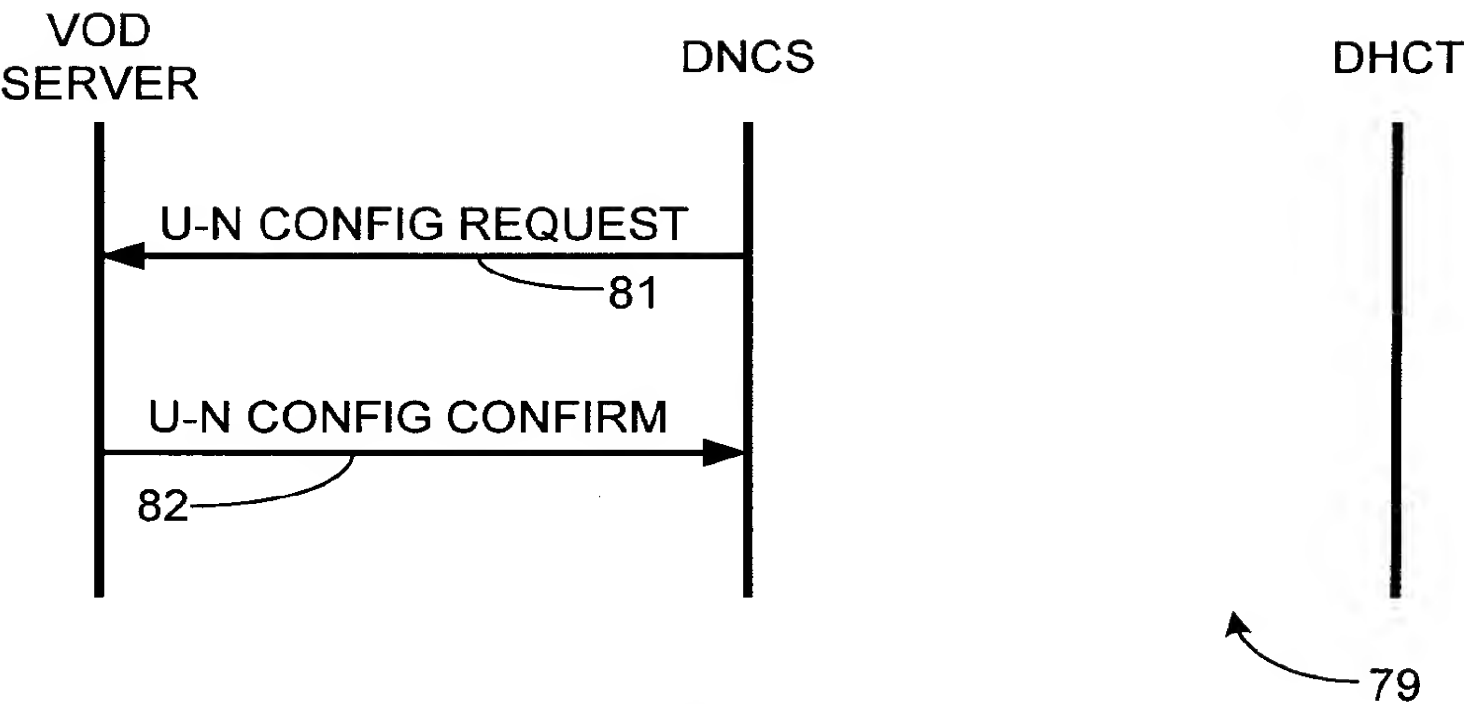 VOD
SERVER
DNCS
DHCT
U-N CONFIG REQUEST
81
U-N CONFIG CONFIRM
82
79